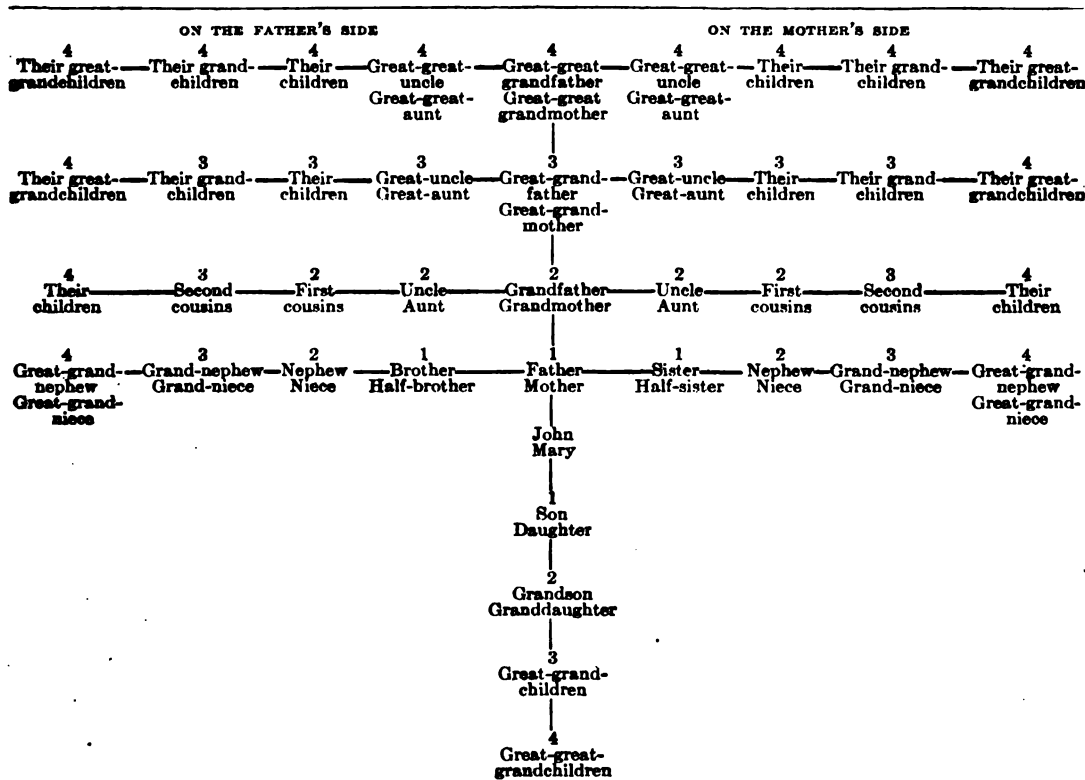 ON THE FATHER'S SIDE ON THE MOTHER'S SIDE
4 4 4 4 4 4 4 4 4
Their great- Their grand- Their Great-great- Great-great Great-great- Their Their grand- Their great-
grandchildren children children uncle grandfather uncle children children grandchildren
Great-great- Great-great Great-great-
aunt grandmother aunt
4 3 3 3 3 3 3 3 4
Their great- Their grand- Their Great-uncle Great-grand- Great-uncle Their Their grand- Their great-
grandchildren children children Great-aunt father Great-aunt children children grandchildren
Great-grand-
mother
4 3 2 2 2 2 2 3 4
Their Second First Uncle Grandfather Uncle First Second Their
children cousins cousins Aunt Grandmother Aunt cousins cousins children
4 3 2 1 1 1 2 3 4
Great-grand- Grand-nephew Nephew Brother Father Sister Nephew Grand-nephew Great-grand-
nephew Grand-niece Niece Half-brother Mother Half-sister Niece Grand-niece nephew
Great-grand- Great-grand-
niece niece
John
Mary
1
Son
Daughter
2
Grandson
Granddaughter
3
Great-grand-
children
4
Great-great-
grandchildren